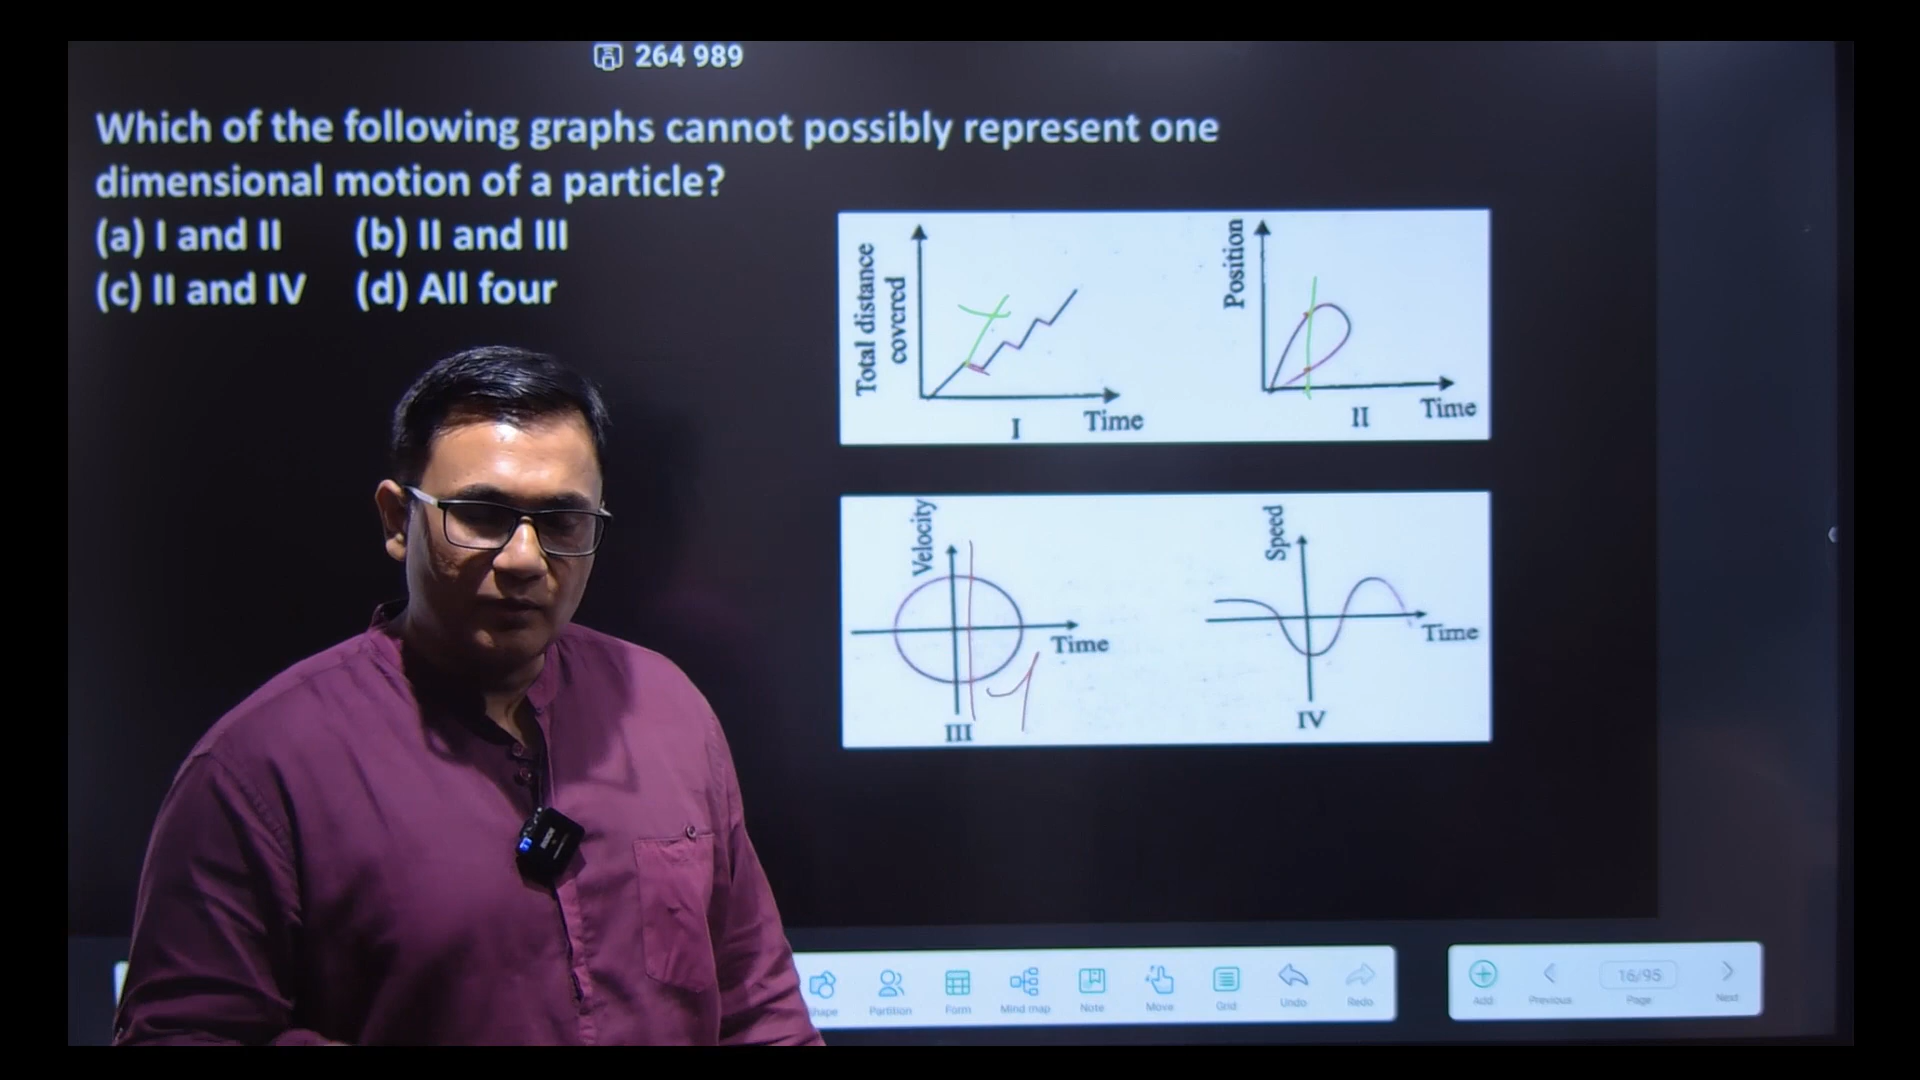 264 989
Which of the following graphs cannot possibly represent one
dimensional motion of a particle?
(a) I and II (b) II and III
(c) II and IV (d) All four
Total distance
covered
Time
I
Position
Time
II
Velocity
Time
III
Speed
Time
IV
Shape Partition Form Mind map Note Move Grid Undo Redo
Add Previous 16/95 Page Next